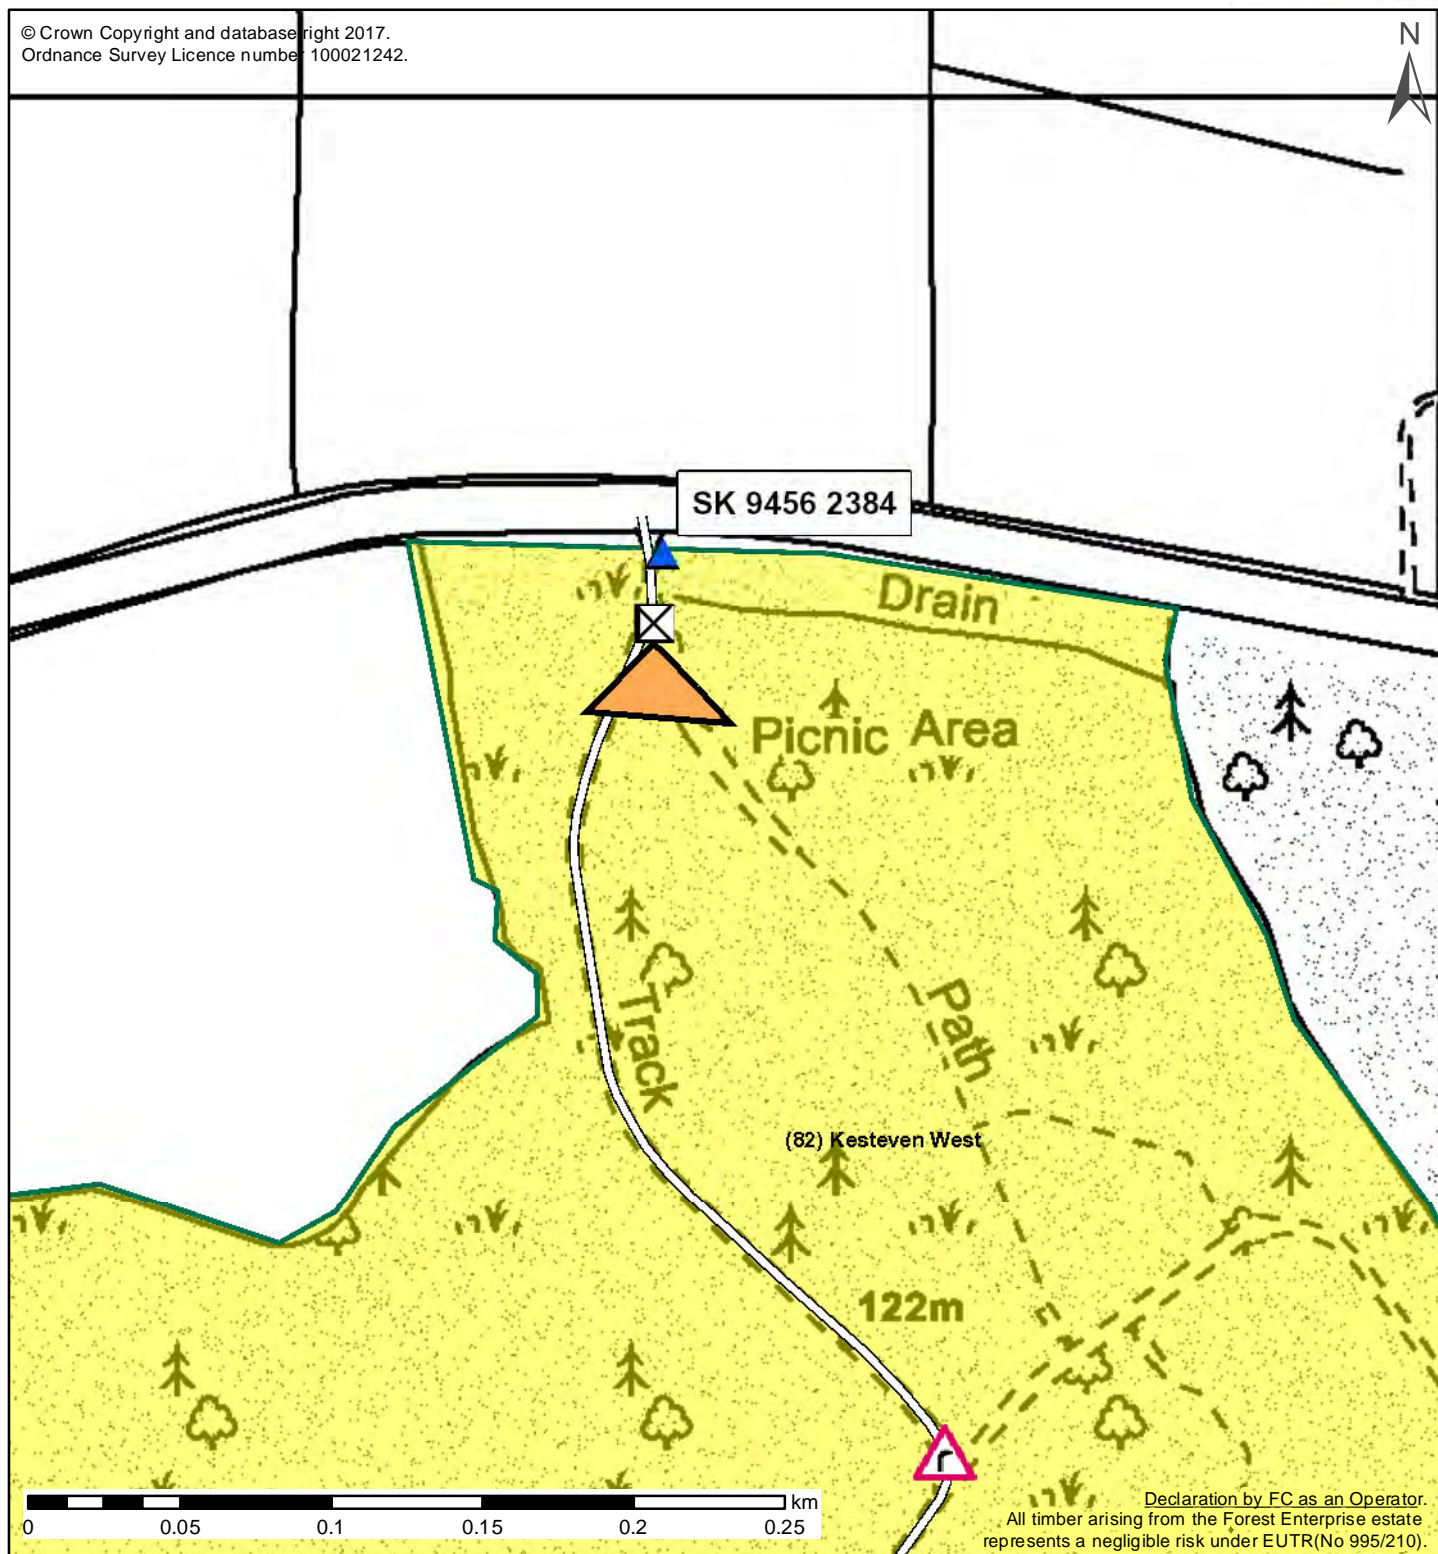 © Crown Copyright and database right 2017.
Ordnance Survey Licence number 100021242.
N
SK 9456 2384
Drain
Picnic Area
Track
Path
(82) Kesteven West
122m
km
0 0.05 0.1 0.15 0.2 0.25
Declaration by FC as an Operator.
All timber arising from the Forest Enterprise estate
represents a negligible risk under EUTR(No 995/210).